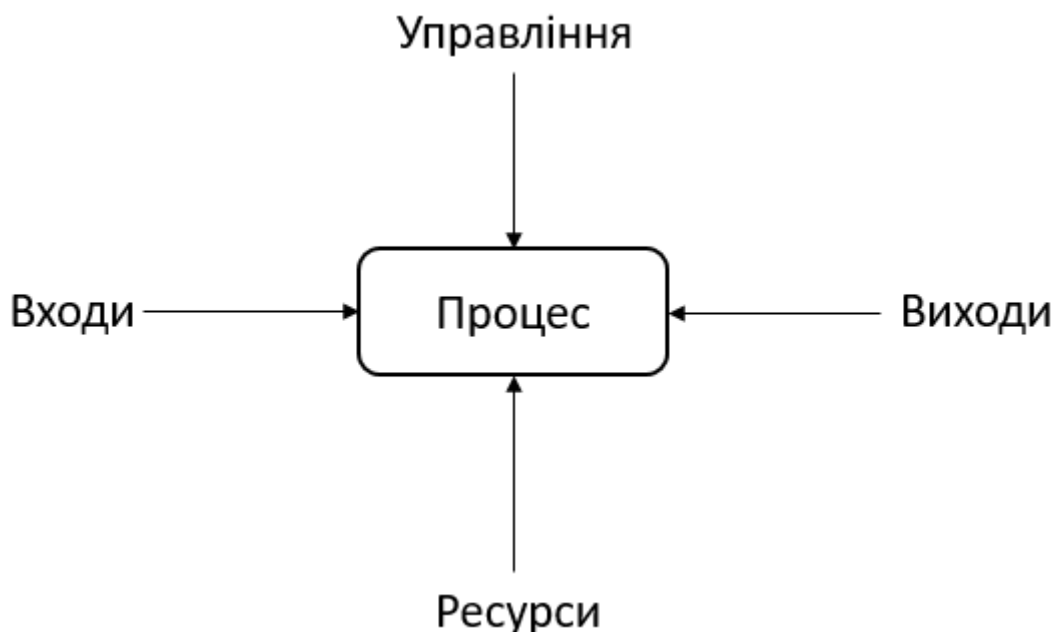 Управління
Входи
Процес
Виходи
Ресурси